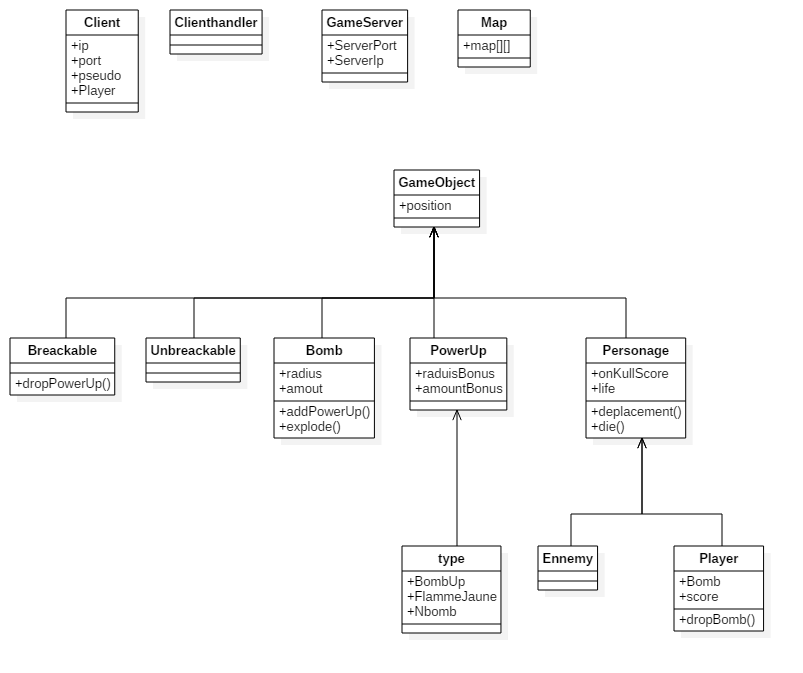 Client
+ip
+port
+pseudo
+Player
Clienthandler
GameServer
+ServerPort
+ServerIp
Map
+map[][]
GameObject
+position
Breackable
+dropPowerUp()
Unbreackable
Bomb
+radius
+amout
+addPowerUp()
+explode()
PowerUp
+raduisBonus
+amountBonus
Personage
+onKullScore
+life
+deplacement()
+die()
type
+BombUp
+FlammeJaune
+Nbomb
Ennemy
Player
+Bomb
+score
+dropBomb()